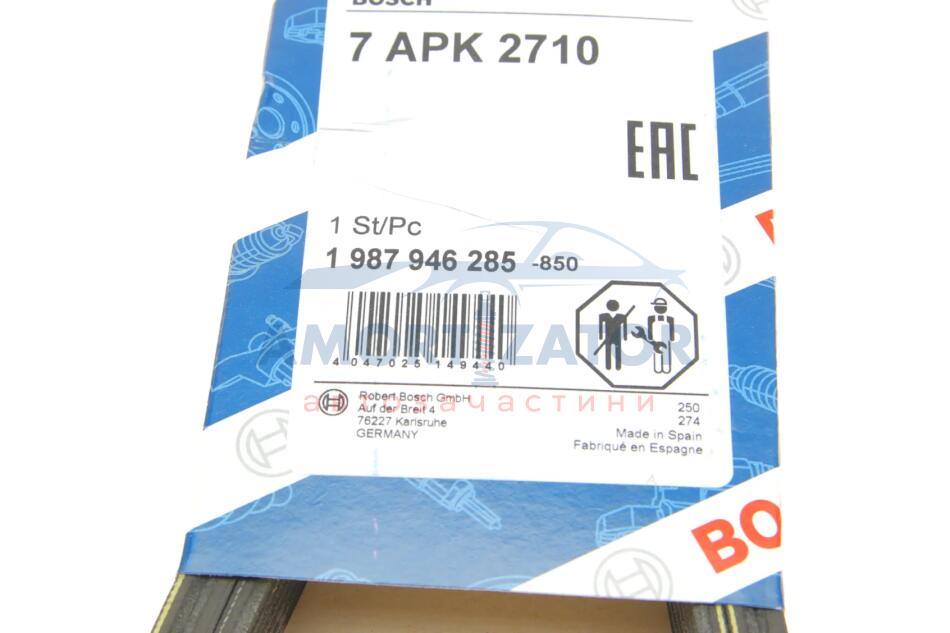 BOSCH
7 APK 2710
EAC
1 St/Pc
1 987 946 285 -850
AMORTIZATOR
4 047025 149440
автозапчастини
Robert Bosch GmbH
Auf der Breit 4
76227 Karlsruhe
GERMANY
250
274
Made in Spain
Fabriqué en Espagne
BO